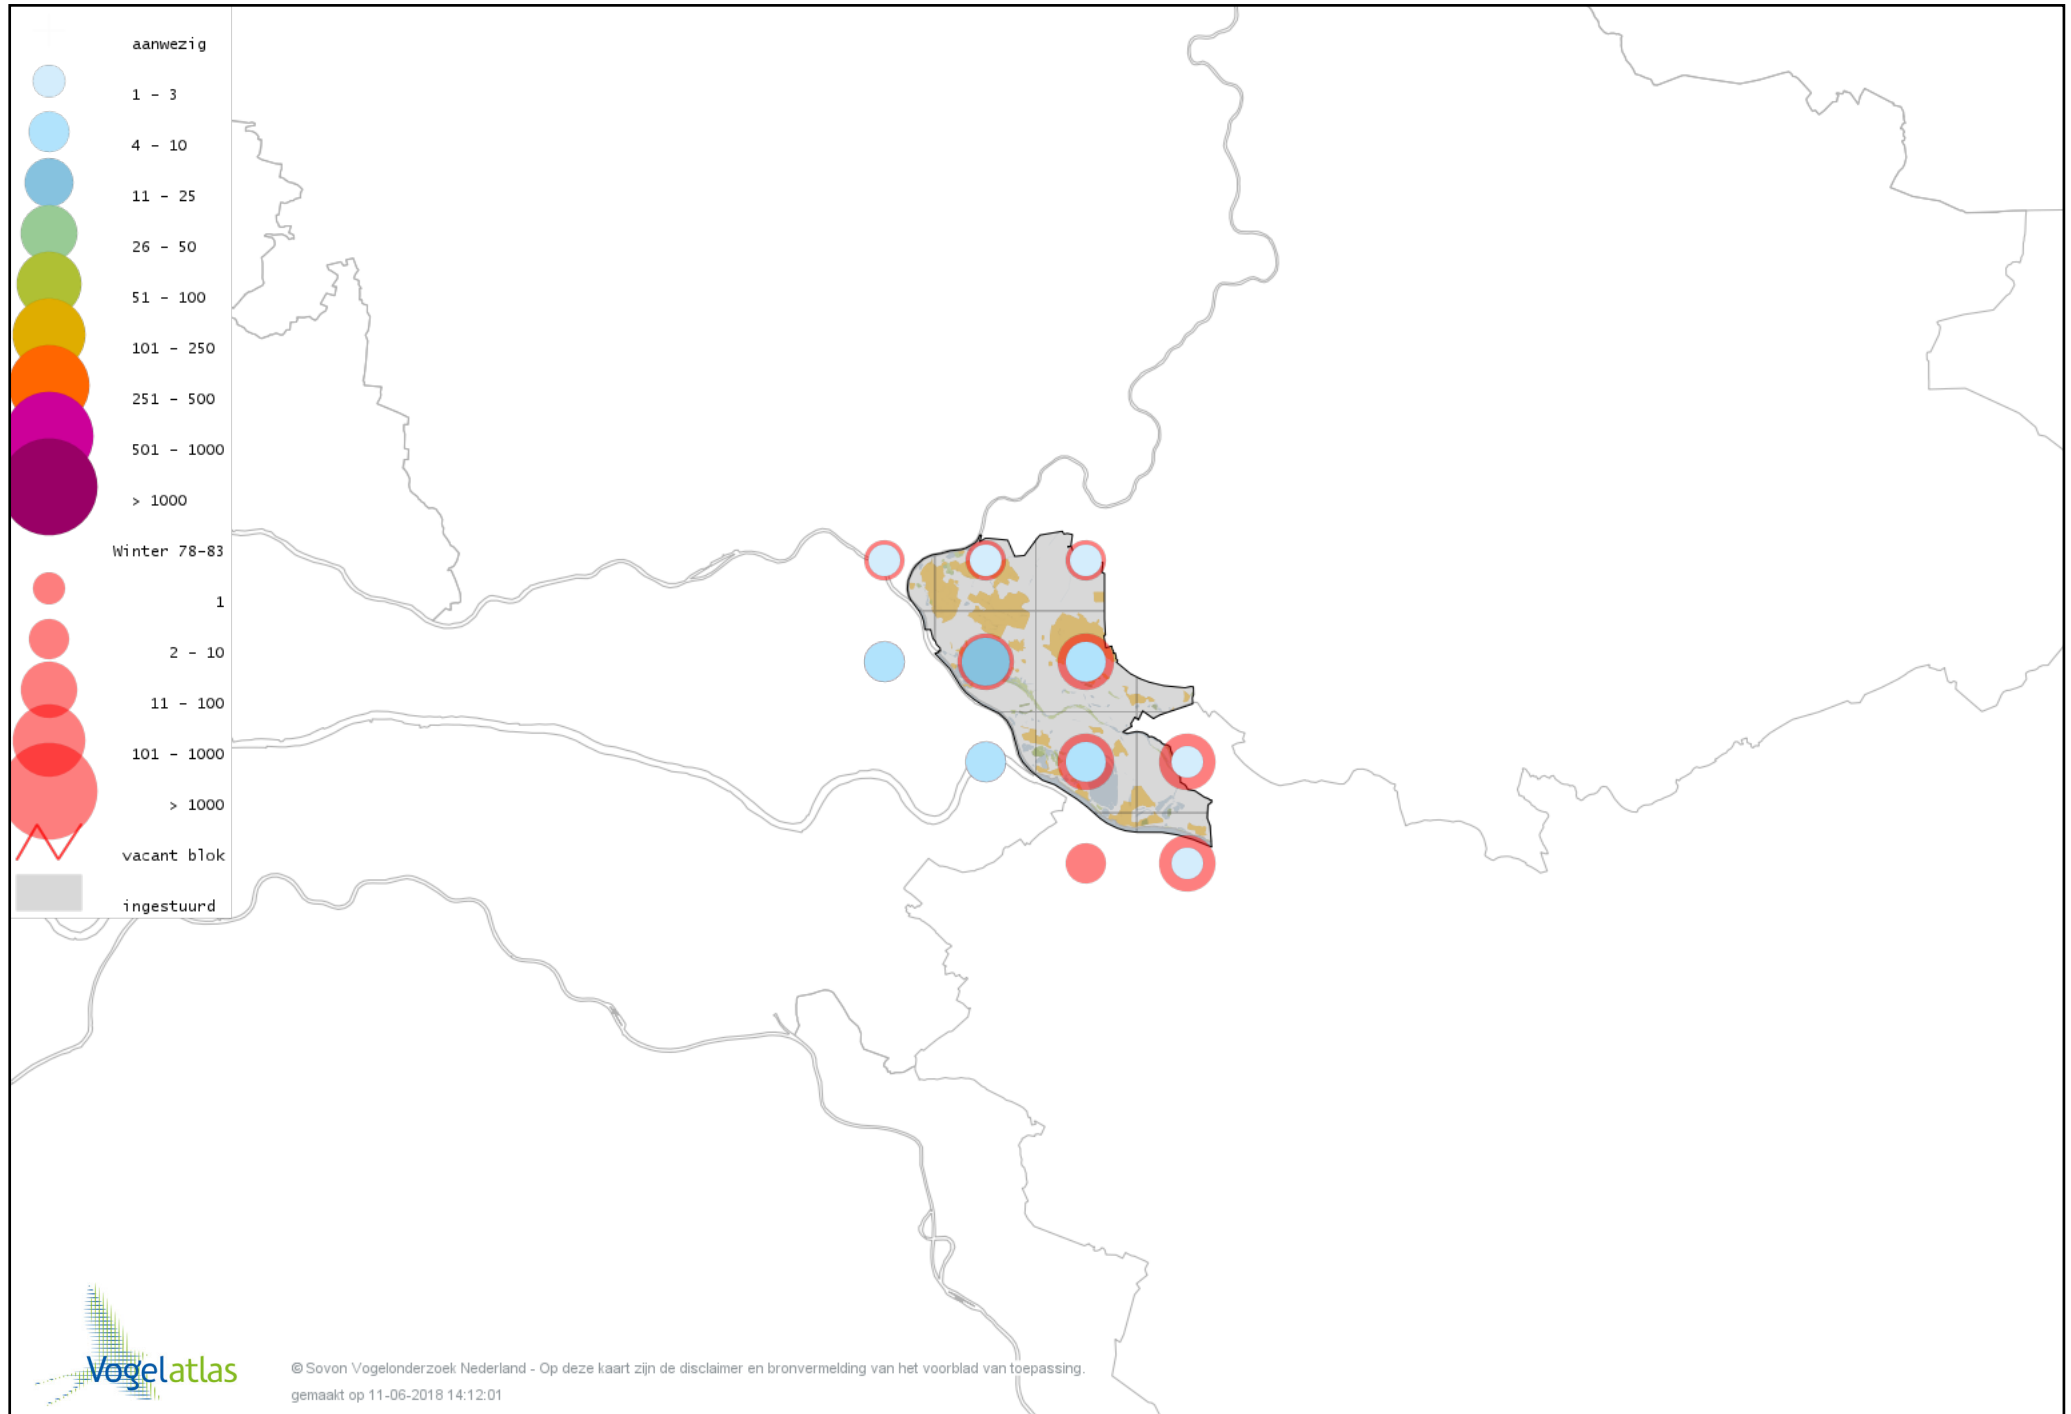 aanwezig
1 - 3
4 - 10
11 - 25
26 - 50
51 - 100
101 - 250
251 - 500
501 - 1000
> 1000
Winter 78-83
1
2 - 10
11 - 100
101 - 1000
> 1000
vacant blok
ingestuurd
Vogelatlas
© Sovon Vogelonderzoek Nederland - Op deze kaart zijn de disclaimer en bronvermelding van het voorblad van toepassing.
gemaakt op 11-06-2018 14:12:01